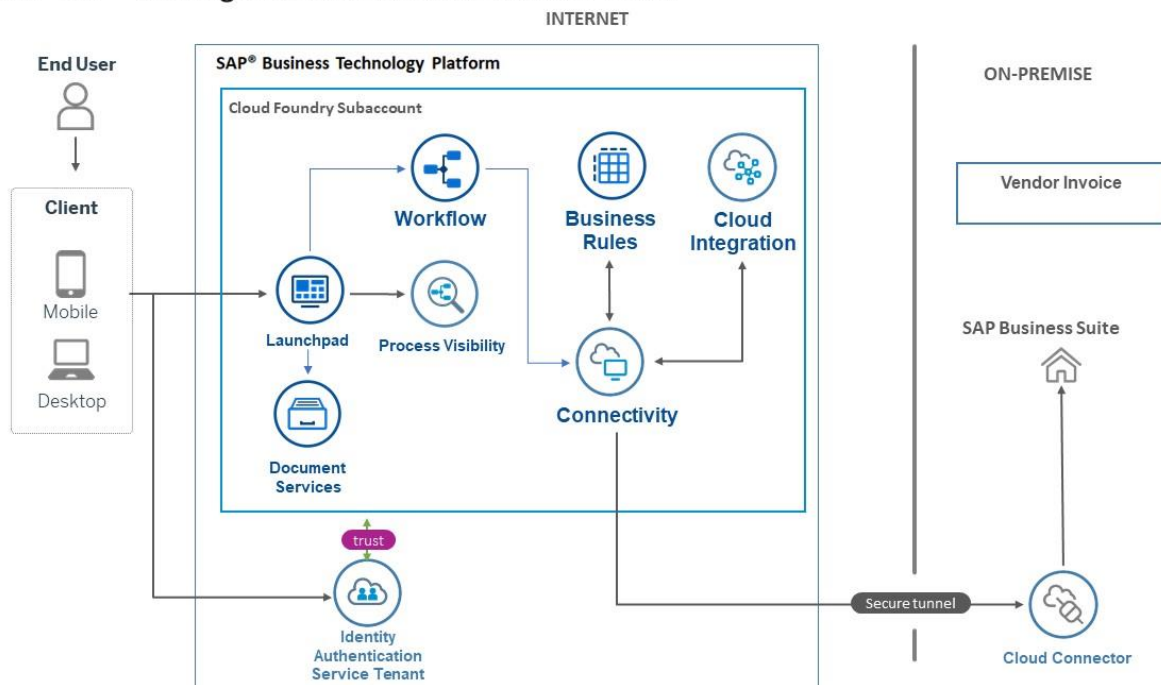 INTERNET
End User
Client
Mobile
Desktop
SAP® Business Technology Platform
Cloud Foundry Subaccount
Workflow
Business
Rules
Cloud
Integration
Launchpad
Process Visibility
Connectivity
Document
Services
trust
Identity
Authentication
Service Tenant
Secure tunnel
ON-PREMISE
Vendor Invoice
SAP Business Suite
Cloud Connector